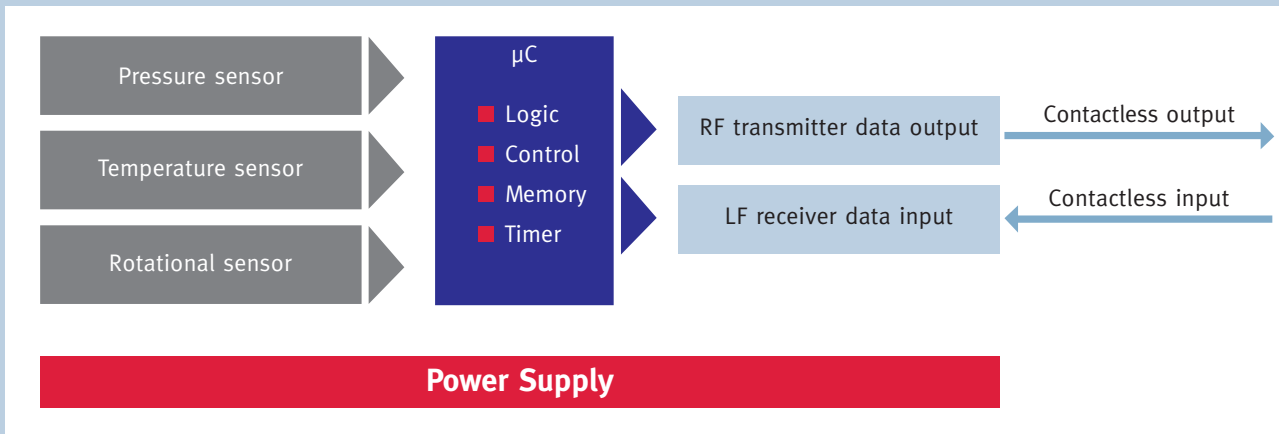 Pressure sensor
Temperature sensor
Rotational sensor
µC
Logic
Control
Memory
Timer
RF transmitter data output
LF receiver data input
Contactless output
Contactless input
Power Supply